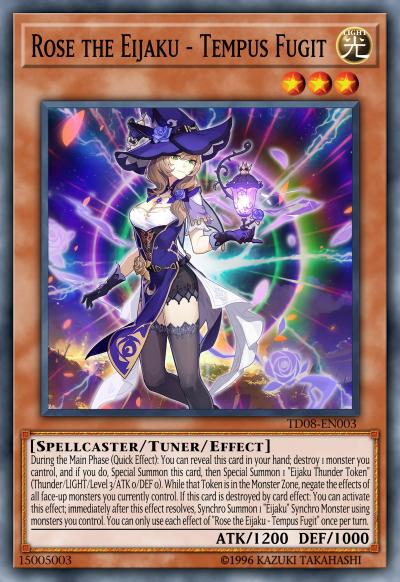 ROSE THE EIJAKU - TEMPUS FUGIT
LIGHT
光
TD08-EN003
[SPELLCASTER/TUNER/EFFECT]
During the Main Phase (Quick Effect): You can reveal this card in your hand; destroy 1 monster you
control, and if you do, Special Summon this card, then Special Summon 1 "Eijaku Thunder Token"
(Thunder/LIGHT/Level 3/ATK 0/DEF 0). While that Token is in the Monster Zone, negate the effects of
all face-up monsters you currently control. If this card is destroyed by card effect: You can activate
this effect; immediately after this effect resolves, Synchro Summon 1 "Eijaku" Synchro Monster using
monsters you control. You can only use each effect of "Rose the Eijaku - Tempus Fugit" once per turn.
ATK/1200 DEF/1000
15005003
©1996 KAZUKI TAKAHASHI